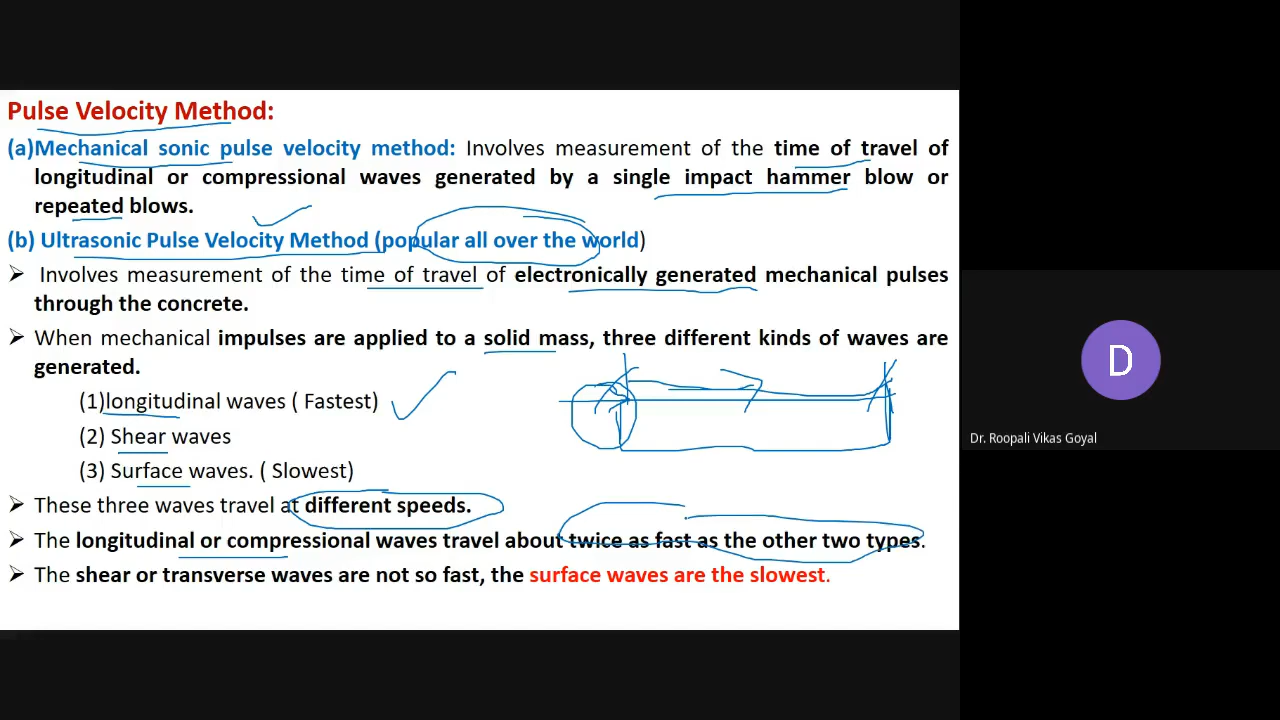 Pulse Velocity Method:
(a)Mechanical sonic pulse velocity method: Involves measurement of the time of travel of
longitudinal or compressional waves generated by a single impact hammer blow or
repeated blows.
(b) Ultrasonic Pulse Velocity Method (popular all over the world)
➢ Involves measurement of the time of travel of electronically generated mechanical pulses
through the concrete.
➢ When mechanical impulses are applied to a solid mass, three different kinds of waves are
generated.
(1)longitudinal waves ( Fastest)
(2) Shear waves
(3) Surface waves. ( Slowest)
➢ These three waves travel at different speeds.
➢ The longitudinal or compressional waves travel about twice as fast as the other two types.
➢ The shear or transverse waves are not so fast, the surface waves are the slowest.
D
Dr. Roopali Vikas Goyal